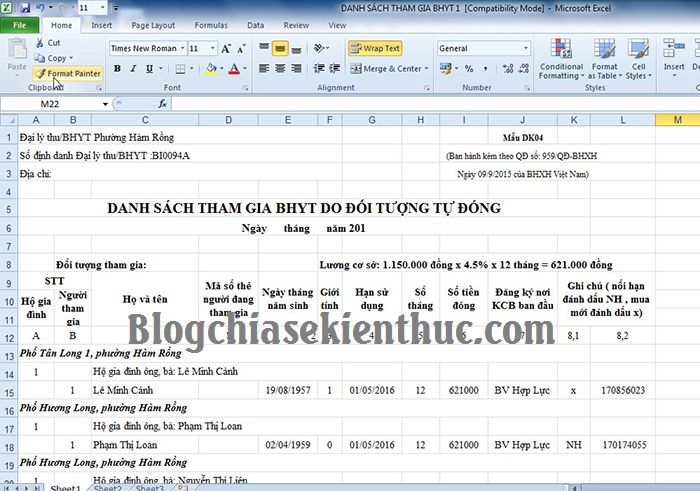 DANH SÁCH THAM GIA BHYT 1 [Compatibility Mode] - Microsoft Excel
11
File Home Insert Page Layout Formulas Data Review View
Paste
Cut
Copy
Format Painter
Clipboard
Times New Roman 11
B I U
Font
Wrap Text
Merge & Center
Alignment
General
Number
Conditional Formatting
Format as Table
Cell Styles
Styles
Insert
M22 fx
A B C D E F G H I J K L M
1 Đại lý thu/BHYT Phường Hàm Rồng Mẫu DK04
2 Số định danh Đại lý thu/BHYT :BI0094A (Ban hành kèm theo QĐ số: 959/QĐ-BHXH
3 Địa chỉ: Ngày 09/9/2015 của BHXH Việt Nam)
4
5 DANH SÁCH THAM GIA BHYT DO ĐỐI TƯỢNG TỰ ĐÓNG
6 Ngày tháng năm 201
7
8 Đối tượng tham gia: Lương cơ sở: 1.150.000 đồng x 4.5% x 12 tháng = 621.000 đồng
9 STT
10
11
Hộ gia đình
Người tham gia
Họ và tên
Mã số thẻ người đang tham gia
Ngày tháng năm sinh
Giới tính
Hạn sử dụng
Số tháng
Số tiền đóng
Đăng ký nơi KCB ban đầu
Ghi chú ( nối hạn đánh dấu NH , mua mới đánh dấu x)
12 A B 8,1 8,2
Blogchiasekienthuc.com
13 Phố Tân Long 1, phường Hàm Rồng
14 1 Hộ gia đình ông, bà: Lê Minh Cảnh
15 1 Lê Minh Cảnh 19/08/1957 1 01/05/2016 12 621000 BV Hợp Lực x 170856023
16 Phố Hương Long, phường Hàm Rồng
17 1 Hộ gia đình ông, bà: Phạm Thị Loan
18 1 Phạm Thị Loan 02/04/1959 0 01/05/2016 12 621000 BV Hợp Lực NH 170174055
19 Phố Hương Long, phường Hàm Rồng
20 1 Hộ gia đình ông, bà: Nguyễn Thị Liên
Sheet1 Sheet2 Sheet3